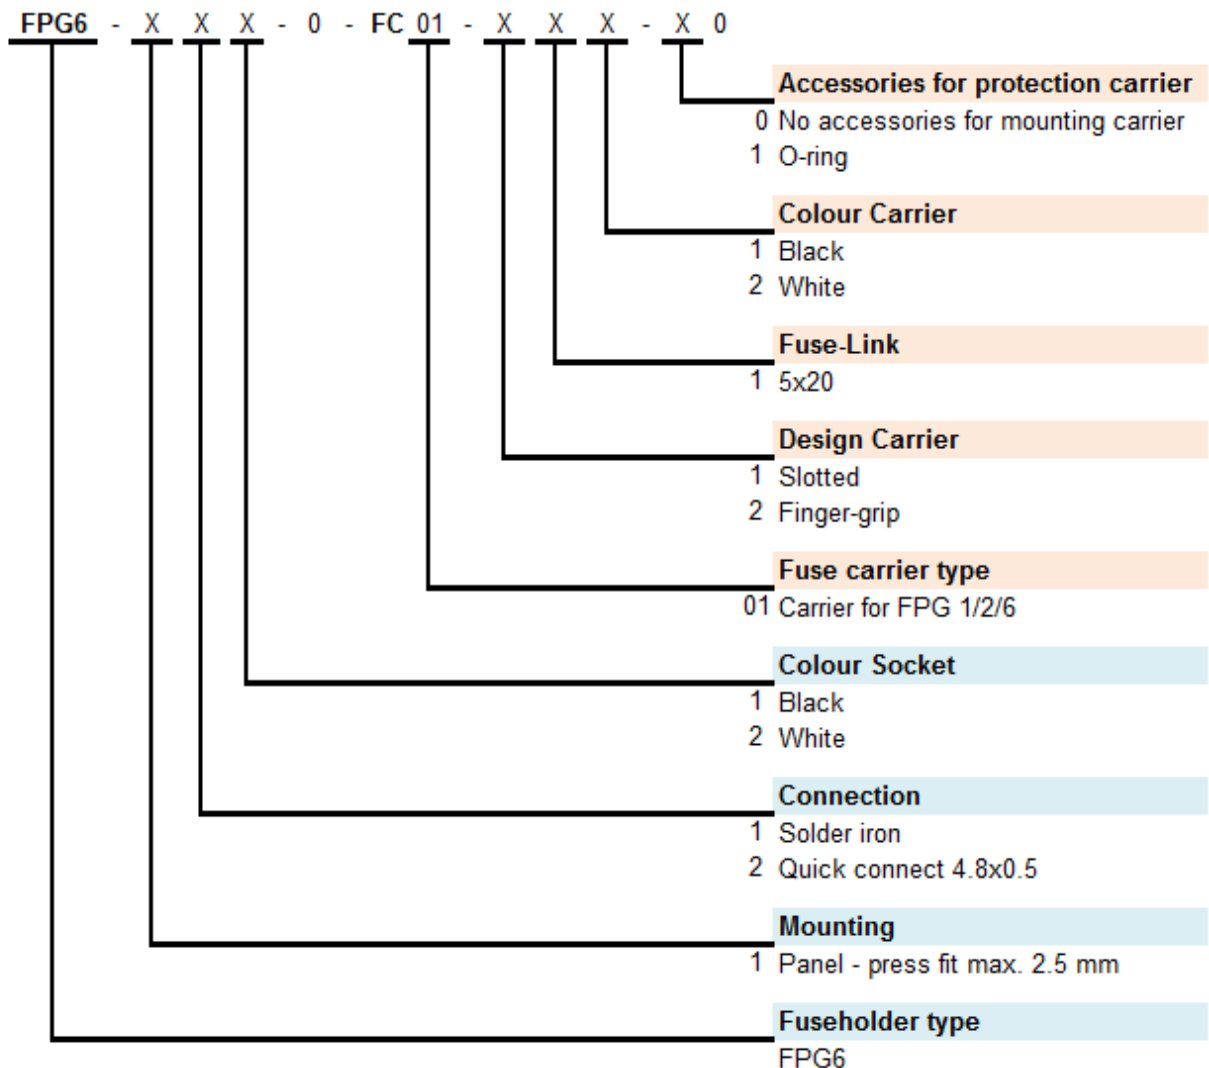 FPG6 - X X X - 0 - FC 01 - X X X - X 0
Accessories for protection carrier
0 No accessories for mounting carrier
1 O-ring
Colour Carrier
1 Black
2 White
Fuse-Link
1 5x20
Design Carrier
1 Slotted
2 Finger-grip
Fuse carrier type
01 Carrier for FPG 1/2/6
Colour Socket
1 Black
2 White
Connection
1 Solder iron
2 Quick connect 4.8x0.5
Mounting
1 Panel - press fit max. 2.5 mm
Fuseholder type
FPG6